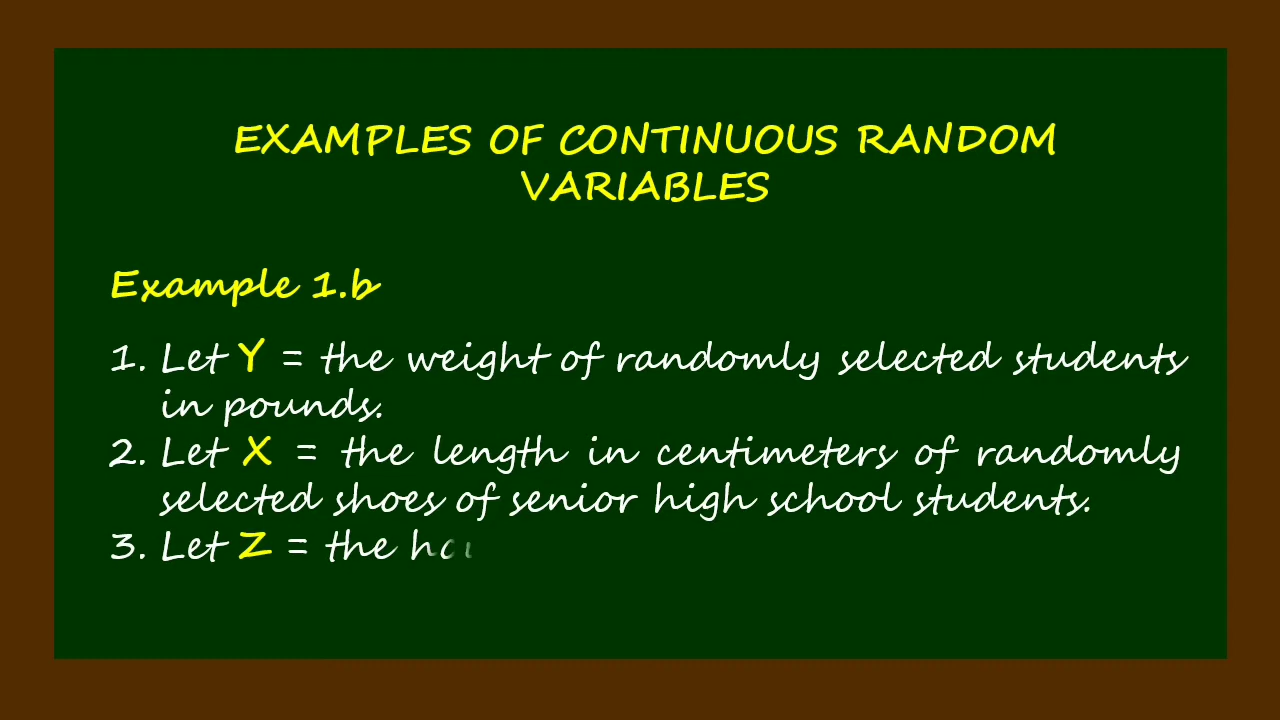 EXAMPLES OF CONTINUOUS RANDOM
VARIABLES
Example 1.b
1. Let Y = the weight of randomly selected students
in pounds.
2. Let X = the length in centimeters of randomly
selected shoes of senior high school students.
3. Let Z = the